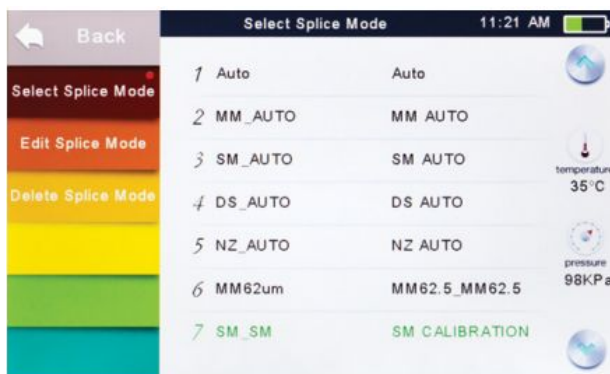 Back
Select Splice Mode
11:21 AM
Select Splice Mode
Edit Splice Mode
Delete Splice Mode
1 Auto Auto
2 MM_AUTO MM AUTO
3 SM_AUTO SM AUTO
4 DS_AUTO DS AUTO
5 NZ_AUTO NZ AUTO
6 MM62um MM62.5_MM62.5
7 SM_SM SM CALIBRATION
temperature
35°C
pressure
98KPa